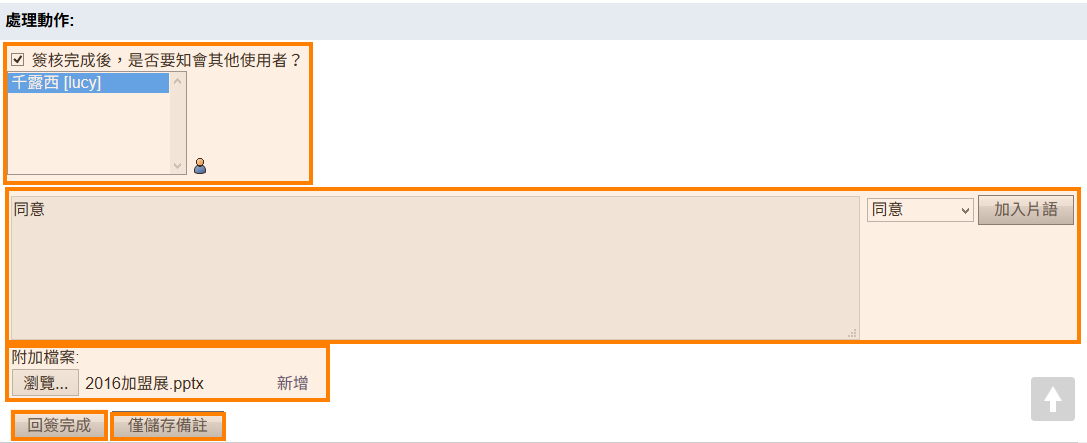 處理動作:
簽核完成後，是否要知會其他使用者？
千露西 [lucy]
同意
同意 加入片語
附加檔案:
瀏覽... 2016加盟展.pptx 新增
回簽完成 僅儲存備註